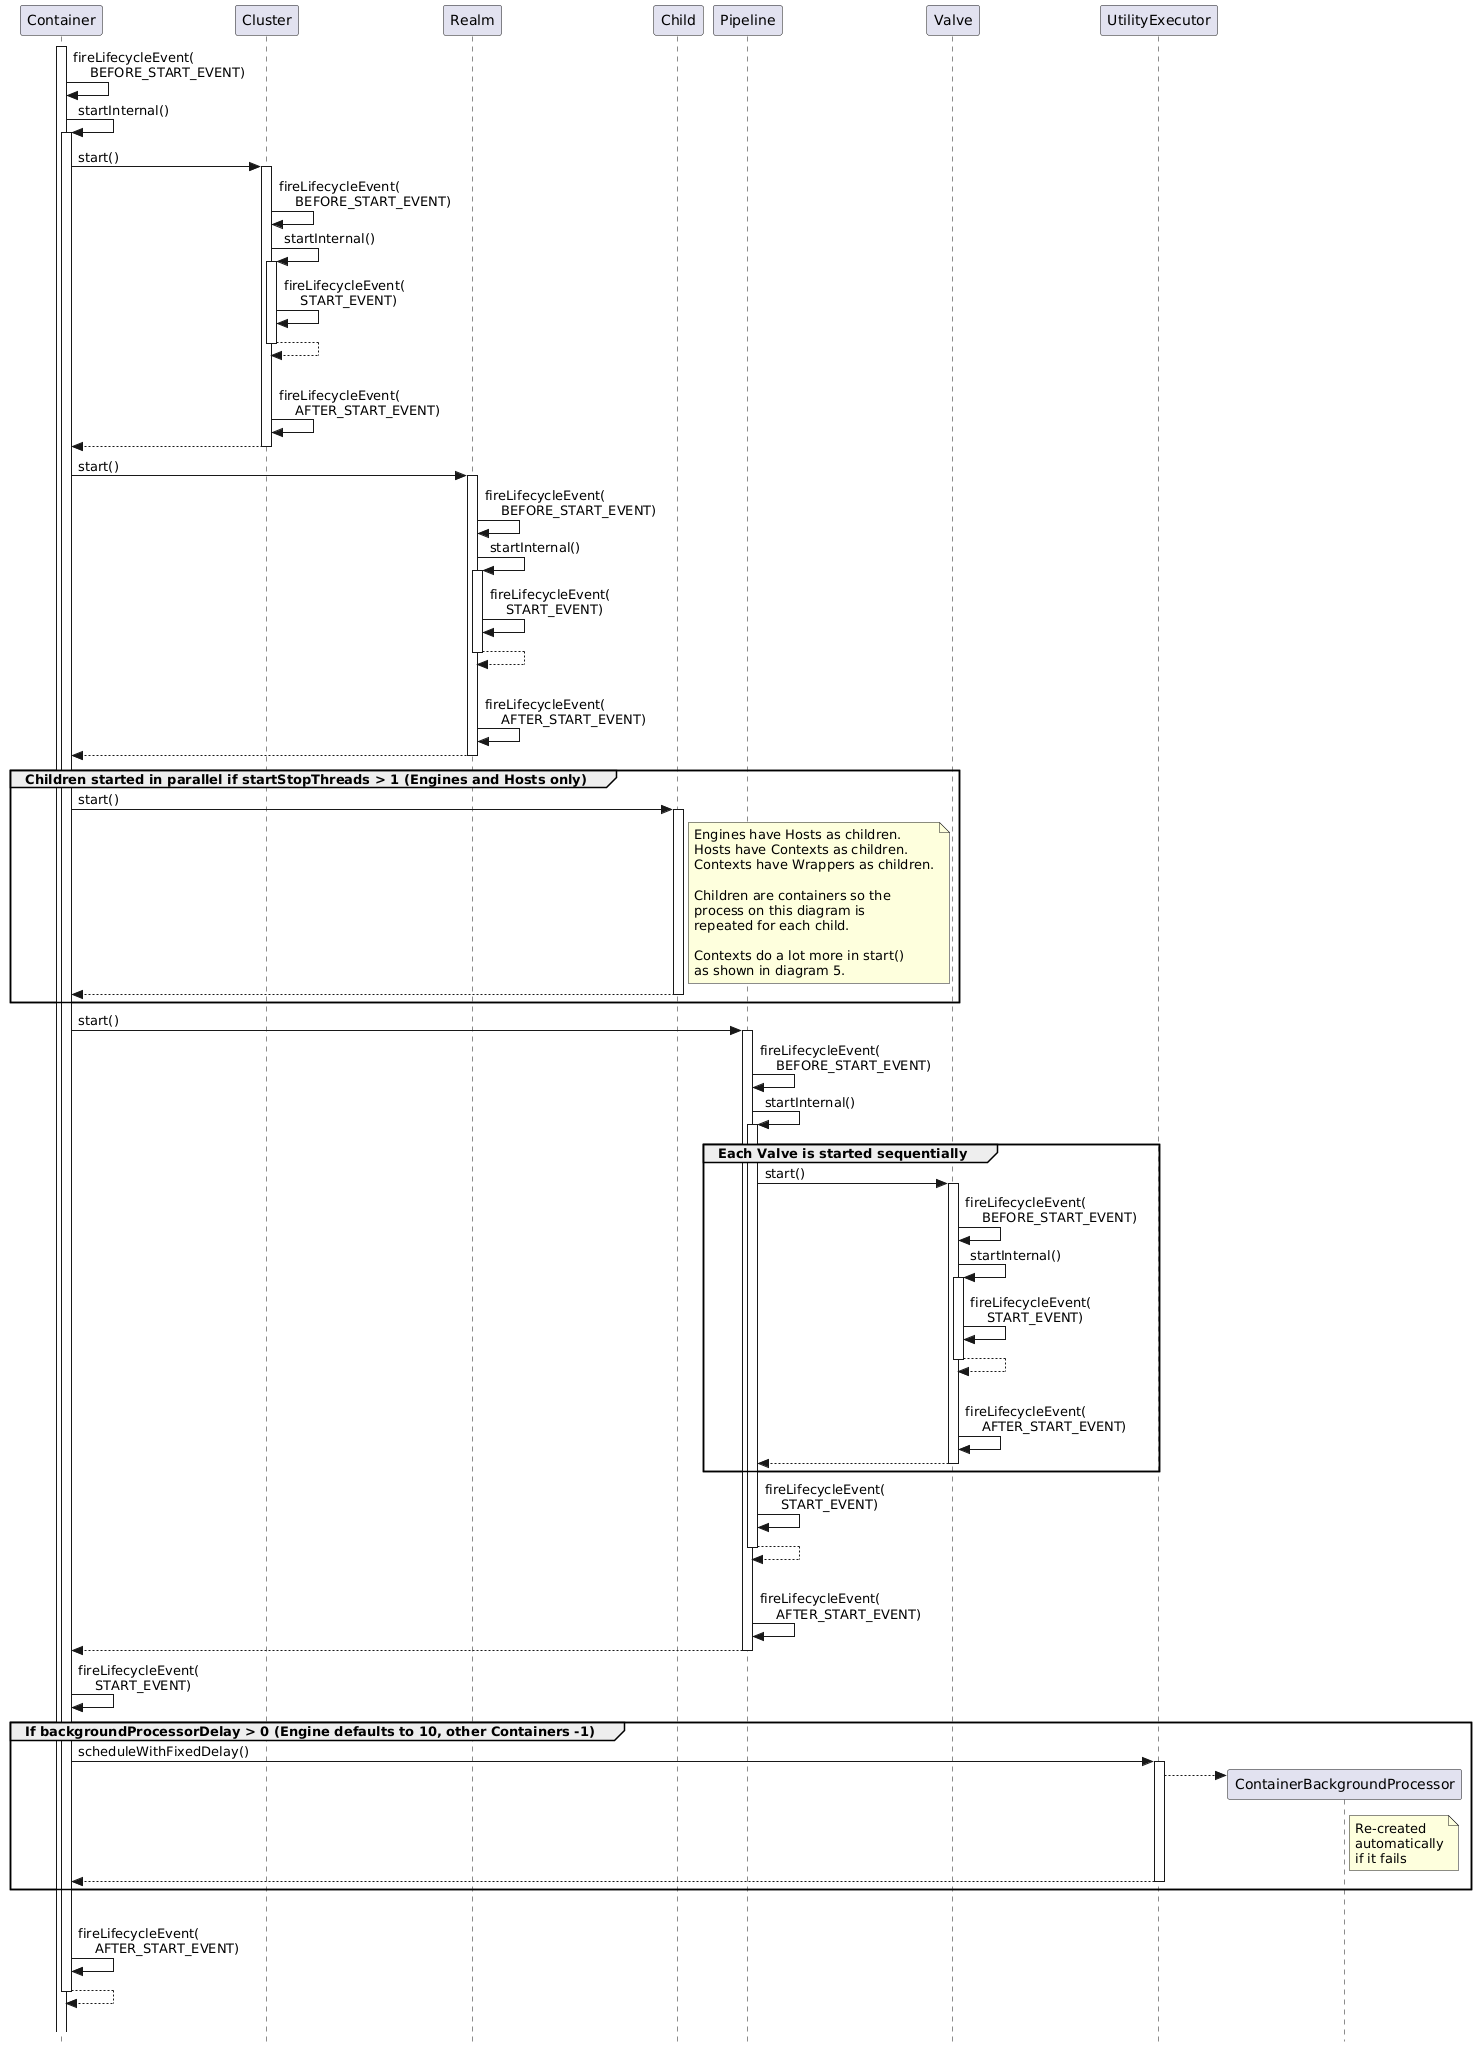 Container
Cluster
Realm
Child
Pipeline
Valve
UtilityExecutor
fireLifecycleEvent(
BEFORE_START_EVENT)
startInternal()
start()
fireLifecycleEvent(
BEFORE_START_EVENT)
startInternal()
fireLifecycleEvent(
START_EVENT)
fireLifecycleEvent(
AFTER_START_EVENT)
start()
fireLifecycleEvent(
BEFORE_START_EVENT)
startInternal()
fireLifecycleEvent(
START_EVENT)
fireLifecycleEvent(
AFTER_START_EVENT)
Children started in parallel if startStopThreads > 1 (Engines and Hosts only)
start()
Engines have Hosts as children.
Hosts have Contexts as children.
Contexts have Wrappers as children.
Children are containers so the
process on this diagram is
repeated for each child.
Contexts do a lot more in start()
as shown in diagram 5.
start()
fireLifecycleEvent(
BEFORE_START_EVENT)
startInternal()
Each Valve is started sequentially
start()
fireLifecycleEvent(
BEFORE_START_EVENT)
startInternal()
fireLifecycleEvent(
START_EVENT)
fireLifecycleEvent(
AFTER_START_EVENT)
fireLifecycleEvent(
START_EVENT)
fireLifecycleEvent(
AFTER_START_EVENT)
fireLifecycleEvent(
START_EVENT)
If backgroundProcessorDelay > 0 (Engine defaults to 10, other Containers -1)
scheduleWithFixedDelay()
ContainerBackgroundProcessor
Re-created
automatically
if it fails
fireLifecycleEvent(
AFTER_START_EVENT)